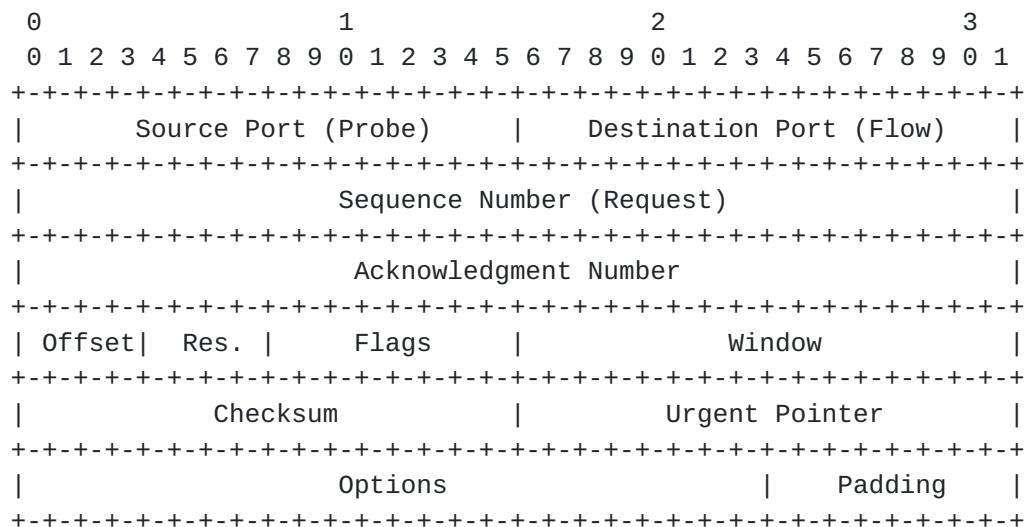 0                   1                   2                   3
 0 1 2 3 4 5 6 7 8 9 0 1 2 3 4 5 6 7 8 9 0 1 2 3 4 5 6 7 8 9 0 1
+-+-+-+-+-+-+-+-+-+-+-+-+-+-+-+-+-+-+-+-+-+-+-+-+-+-+-+-+-+-+-+-+
|       Source Port (Probe)     |    Destination Port (Flow)    |
+-+-+-+-+-+-+-+-+-+-+-+-+-+-+-+-+-+-+-+-+-+-+-+-+-+-+-+-+-+-+-+-+
|                    Sequence Number (Request)                  |
+-+-+-+-+-+-+-+-+-+-+-+-+-+-+-+-+-+-+-+-+-+-+-+-+-+-+-+-+-+-+-+-+
|                     Acknowledgment Number                     |
+-+-+-+-+-+-+-+-+-+-+-+-+-+-+-+-+-+-+-+-+-+-+-+-+-+-+-+-+-+-+-+-+
| Offset|  Res. |     Flags     |             Window            |
+-+-+-+-+-+-+-+-+-+-+-+-+-+-+-+-+-+-+-+-+-+-+-+-+-+-+-+-+-+-+-+-+
|            Checksum           |         Urgent Pointer        |
+-+-+-+-+-+-+-+-+-+-+-+-+-+-+-+-+-+-+-+-+-+-+-+-+-+-+-+-+-+-+-+-+
|                    Options                    |    Padding    |
+-+-+-+-+-+-+-+-+-+-+-+-+-+-+-+-+-+-+-+-+-+-+-+-+-+-+-+-+-+-+-+-+